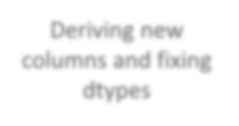 Deriving new
columns and fixing
dtypes